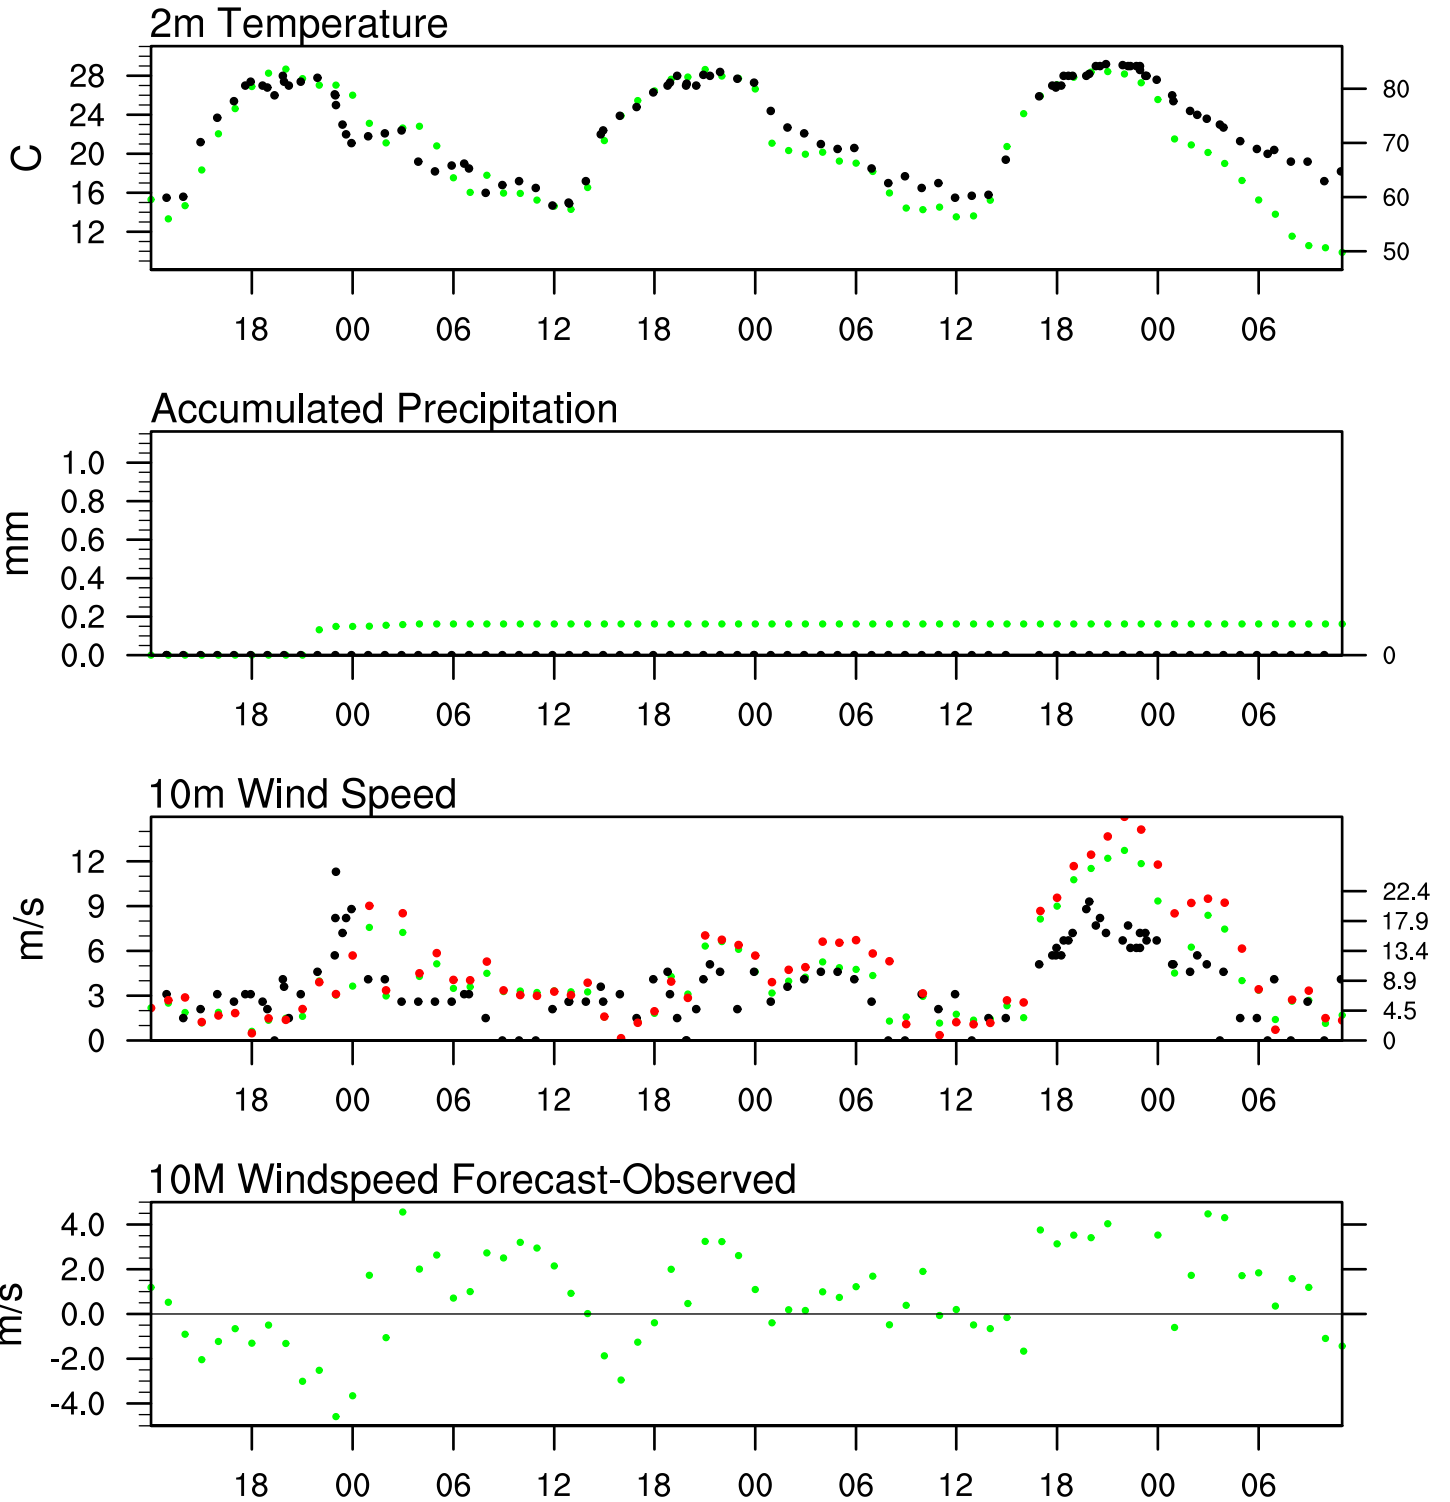 2m Temperature
28
24
20
16
12
C
80
70
60
50
18 00 06 12 18 00 06 12 18 00 06
Accumulated Precipitation
1.0
0.8
0.6
0.4
0.2
0.0
mm
0
18 00 06 12 18 00 06 12 18 00 06
10m Wind Speed
12
9
6
3
0
m/s
22.4
17.9
13.4
8.9
4.5
0
18 00 06 12 18 00 06 12 18 00 06
10M Windspeed Forecast-Observed
4.0
2.0
0.0
-2.0
-4.0
m/s
18 00 06 12 18 00 06 12 18 00 06